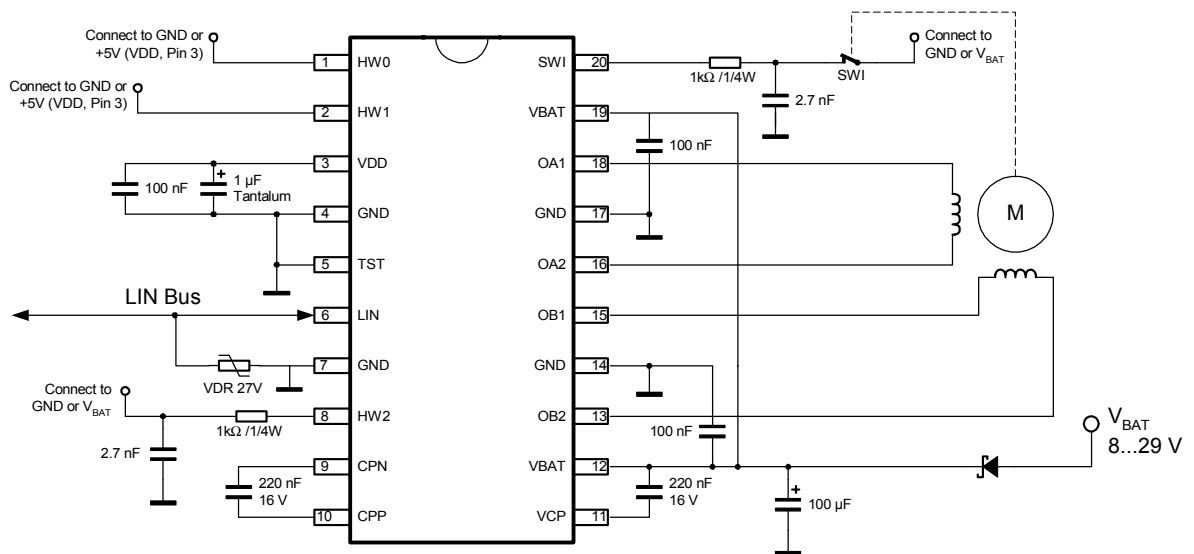 Connect to GND or
+5V (VDD, Pin 3)
Connect to GND or
+5V (VDD, Pin 3)
1 HW0
2 HW1
3 VDD
4 GND
5 TST
6 LIN
7 GND
8 HW2
9 CPN
10 CPP
SWI 20
VBAT 19
OA1 18
GND 17
OA2 16
OB1 15
GND 14
OB2 13
VBAT 12
VCP 11
100 nF
1 µF
Tantalum
LIN Bus
VDR 27V
Connect to
GND or VBAT
1kΩ /1/4W
2.7 nF
220 nF
16 V
1kΩ /1/4W
SWI
Connect to
GND or VBAT
2.7 nF
100 nF
M
100 nF
220 nF
16 V
100 µF
VBAT
8...29 V